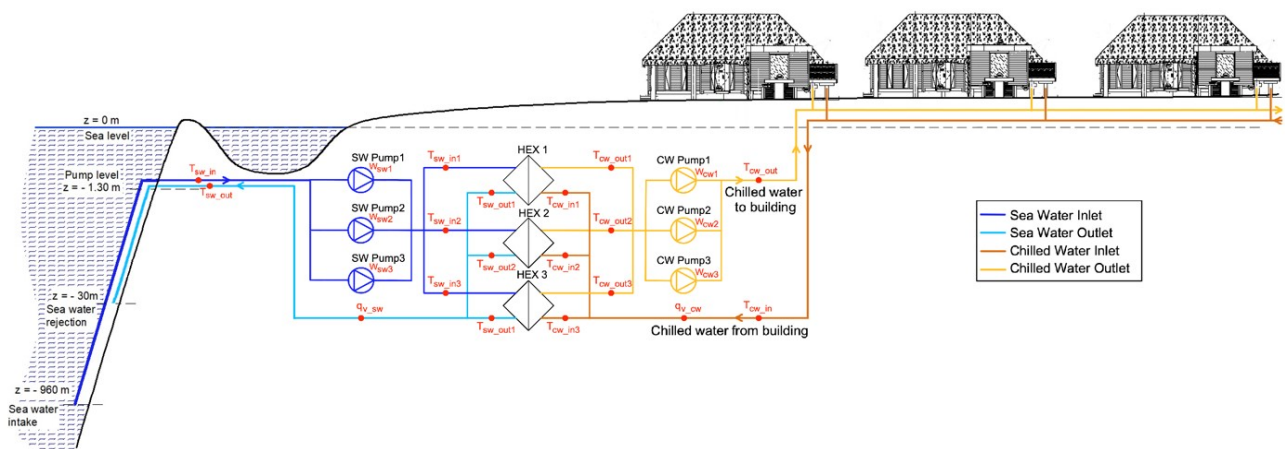 z = 0 m
Sea level
Pump level
z = - 1.30 m
T_sw_in
T_sw_out
z = - 30m
Sea water
rejection
z = - 960 m
Sea water
intake
SW Pump1
W_sw1
SW Pump2
W_sw2
SW Pump3
W_sw3
q_v_sw
T_sw_in1
T_sw_out1
T_sw_in2
T_sw_out2
T_sw_in3
T_sw_out1
HEX 1
HEX 2
HEX 3
T_cw_out1
T_cw_in1
T_cw_out2
T_cw_in2
T_cw_out3
T_cw_in3
CW Pump1
W_cw1
CW Pump2
W_cw2
CW Pump3
W_cw3
q_v_cw
T_cw_out
Chilled water
to building
T_cw_in
Chilled water from building
Sea Water Inlet
Sea Water Outlet
Chilled Water Inlet
Chilled Water Outlet